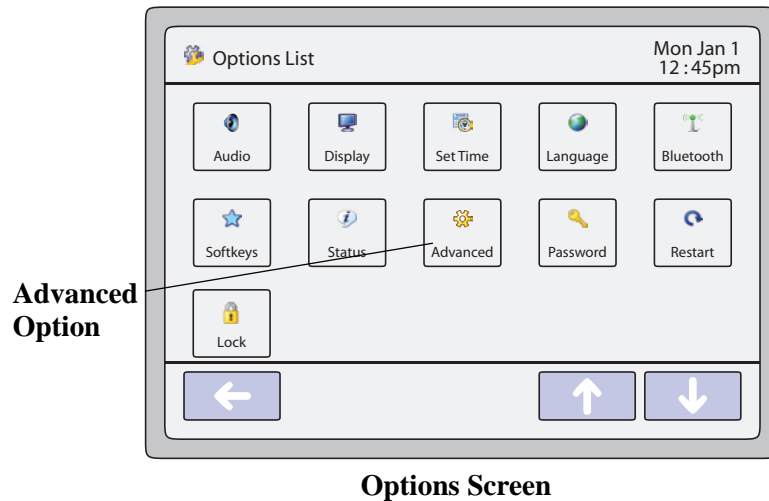 Options List
Mon Jan 1
12 : 45pm
Audio
Display
Set Time
Language
Bluetooth
Softkeys
Status
Advanced
Password
Restart
Advanced
Option
Lock
Options Screen